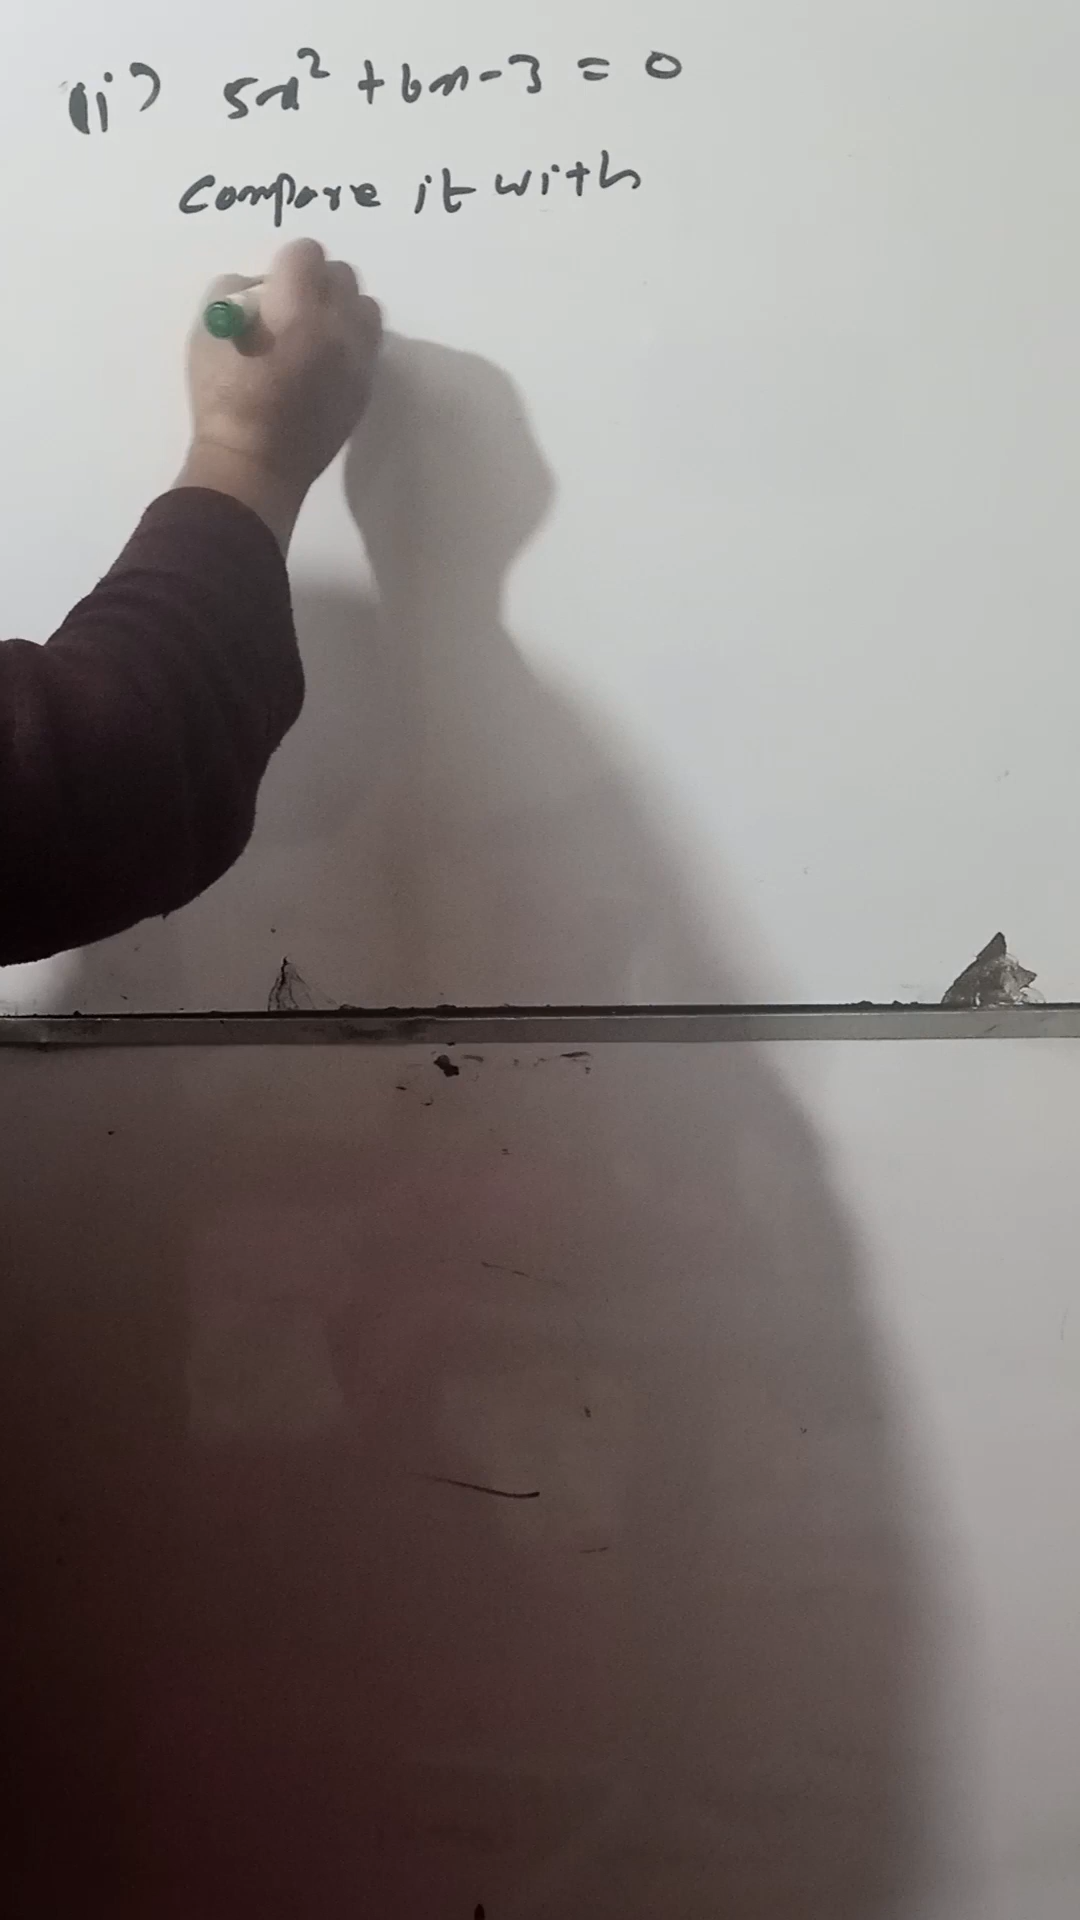 (ii) 5x² + 6x - 3 = 0
Compare it with